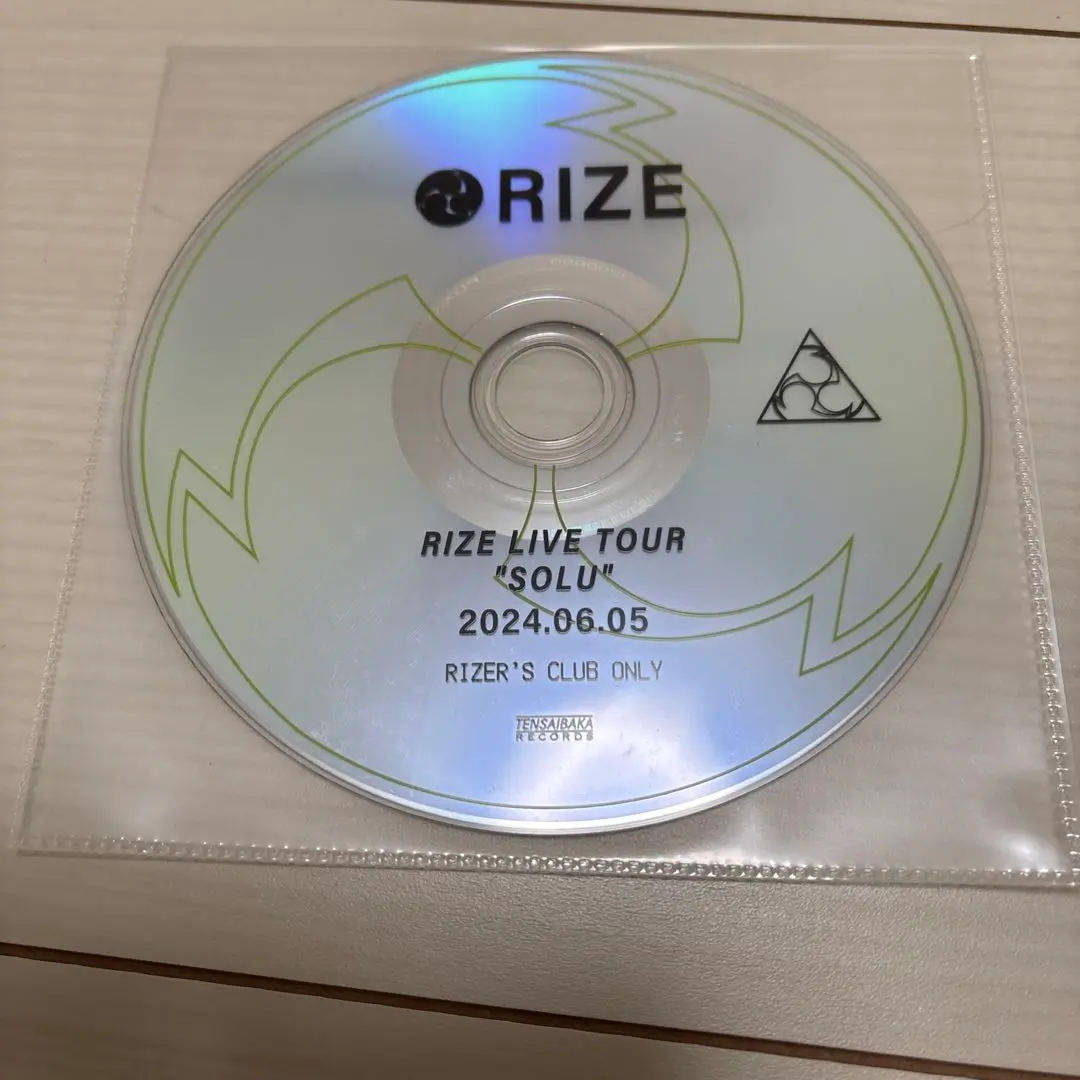 RIZE
RIZE LIVE TOUR
"SOLU"
2024.06.05
RIZER'S CLUB ONLY
TENSAIBAKA
RECORDS